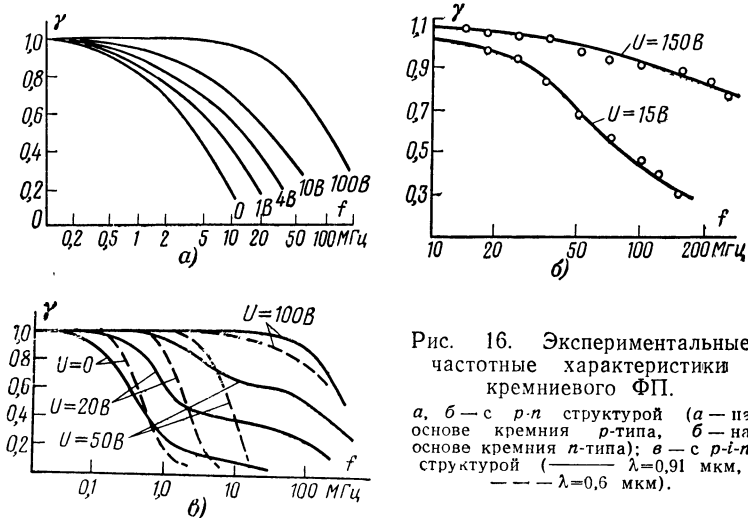 γ
1,0
0,8
0,6
0,4
0,2
0
0 1В 4В 10В 100В
f
0,2 0,5 1 2 5 10 20 50 100 МГц
а)
γ
1,1
0,9
0,7
0,5
0,3
U=150В
U=15В
f
10 20 50 100 200 МГц
б)
γ
1,0
0,8
0,6
0,4
0,2
U=100В
U=0
U=20В
U=50В
f
0,1 1,0 10 100 МГц
в)
Рис. 16. Экспериментальные
частотные характеристики
кремниевого ФП.
а, б — с p-n структурой (а — на
основе кремния p-типа, б — на
основе кремния n-типа); в — с p-i-n
структурой (—— λ=0,91 мкм,
– – – λ=0,6 мкм).